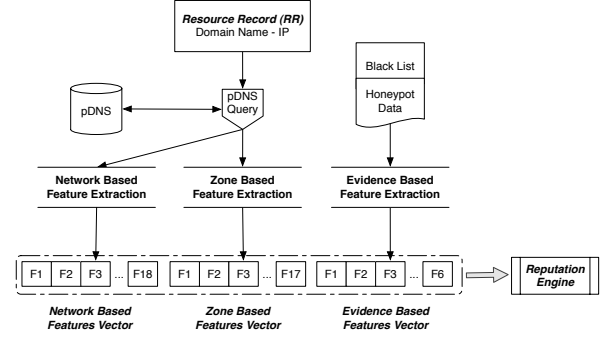 Resource Record (RR)
Domain Name - IP
Black List
Honeypot
Data
pDNS
pDNS
Query
Network Based
Feature Extraction
Zone Based
Feature Extraction
Evidence Based
Feature Extraction
F1 F2 F3 ... F18 F1 F2 F3 ... F17 F1 F2 F3 ... F6
Reputation
Engine
Network Based
Features Vector
Zone Based
Features Vector
Evidence Based
Features Vector